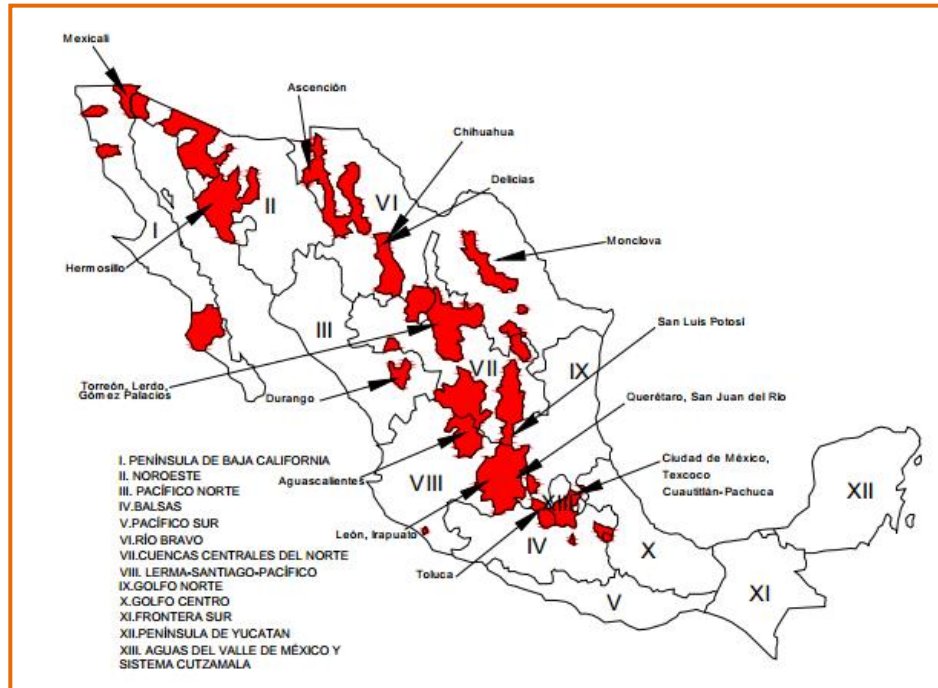 Mexicali
Ascención
Chihuahua
Delicias
VI
II
I
Monclova
Hermosillo
III
San Luis Potosí
VII
IX
Torreón, Lerdo,
Gómez Palacios
Durango
Querétaro, San Juan del Río
I. PENÍNSULA DE BAJA CALIFORNIA
II. NOROESTE
III. PACÍFICO NORTE
IV.BALSAS
V.PACÍFICO SUR
VI.RÍO BRAVO
VII.CUENCAS CENTRALES DEL NORTE
VIII. LERMA-SANTIAGO-PACÍFICO
IX.GOLFO NORTE
X.GOLFO CENTRO
XI.FRONTERA SUR
XII.PENÍNSULA DE YUCATAN
XIII. AGUAS DEL VALLE DE MÉXICO Y
SISTEMA CUTZAMALA
Aguascalientes
VIII
Ciudad de México,
Texcoco
Cuautitlán-Pachuca
XII
XIII
León, Irapuato
IV
X
Toluca
V
XI